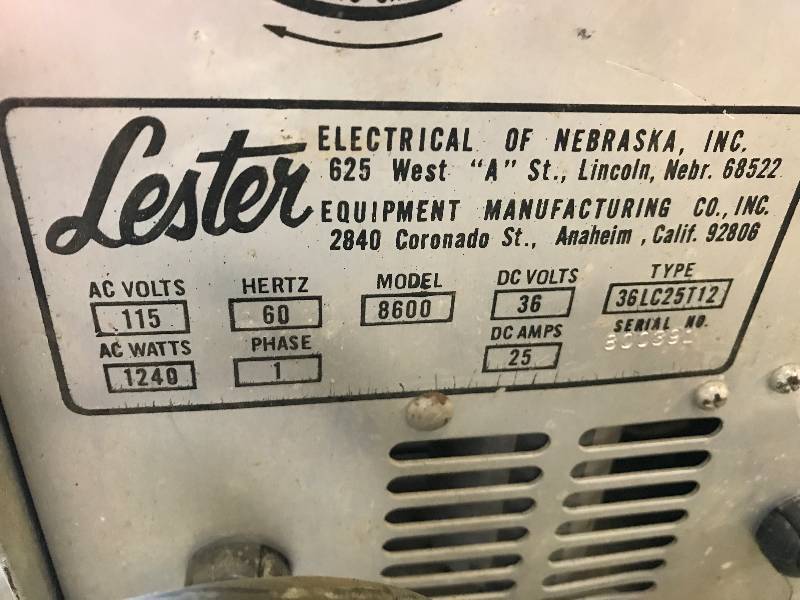 Lester
ELECTRICAL OF NEBRASKA, INC.
625 West "A" St., Lincoln, Nebr. 68522
EQUIPMENT MANUFACTURING CO., INC.
2840 Coronado St., Anaheim, Calif. 92806
AC VOLTS HERTZ MODEL DC VOLTS TYPE
115 60 8600 36 36LC25T12
AC WATTS PHASE DC AMPS SERIAL NO.
1240 1 25